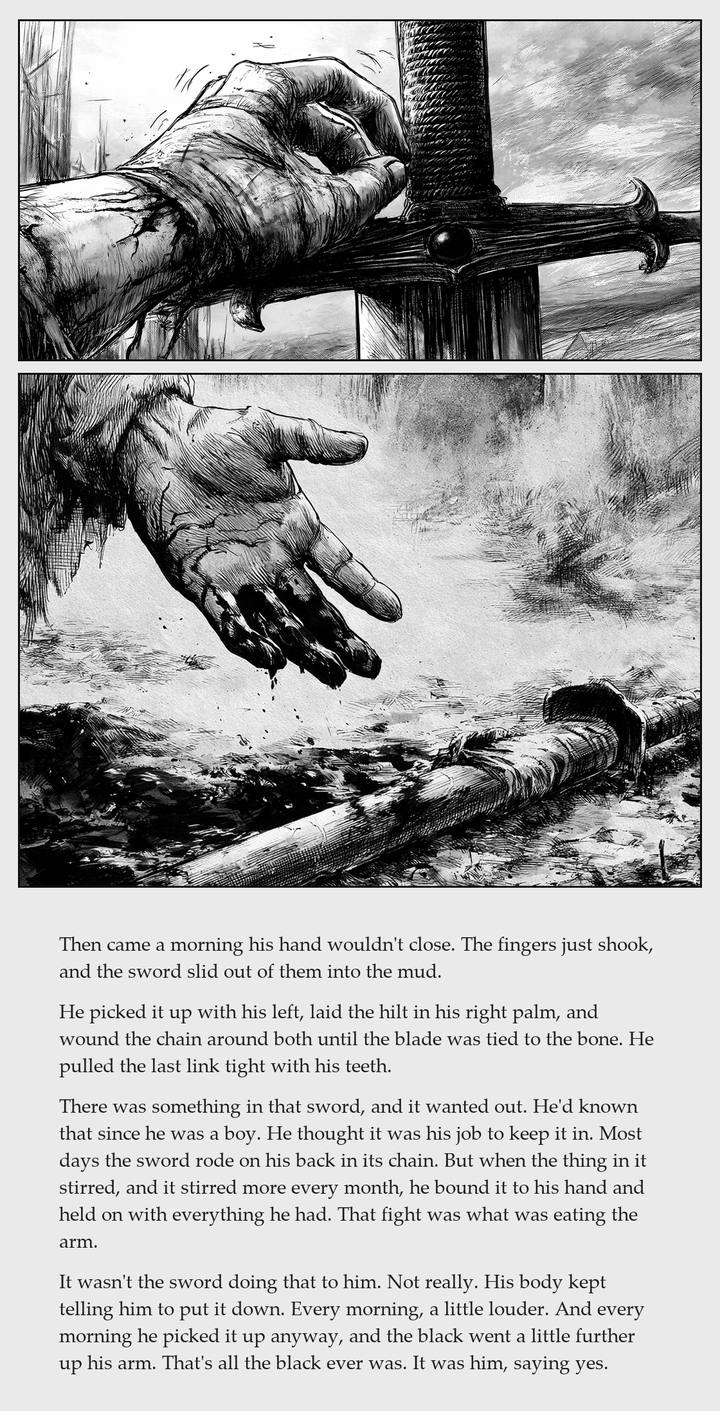 Then came a morning his hand wouldn't close. The fingers just shook,
and the sword slid out of them into the mud.
He picked it up with his left, laid the hilt in his right palm, and
wound the chain around both until the blade was tied to the bone. He
pulled the last link tight with his teeth.
There was something in that sword, and it wanted out. He'd known
that since he was a boy. He thought it was his job to keep it in. Most
days the sword rode on his back in its chain. But when the thing in it
stirred, and it stirred more every month, he bound it to his hand and
held on with everything he had. That fight was what was eating the
arm.
It wasn't the sword doing that to him. Not really. His body kept
telling him to put it down. Every morning, a little louder. And every
morning he picked it up anyway, and the black went a little further
up his arm. That's all the black ever was. It was him, saying yes.